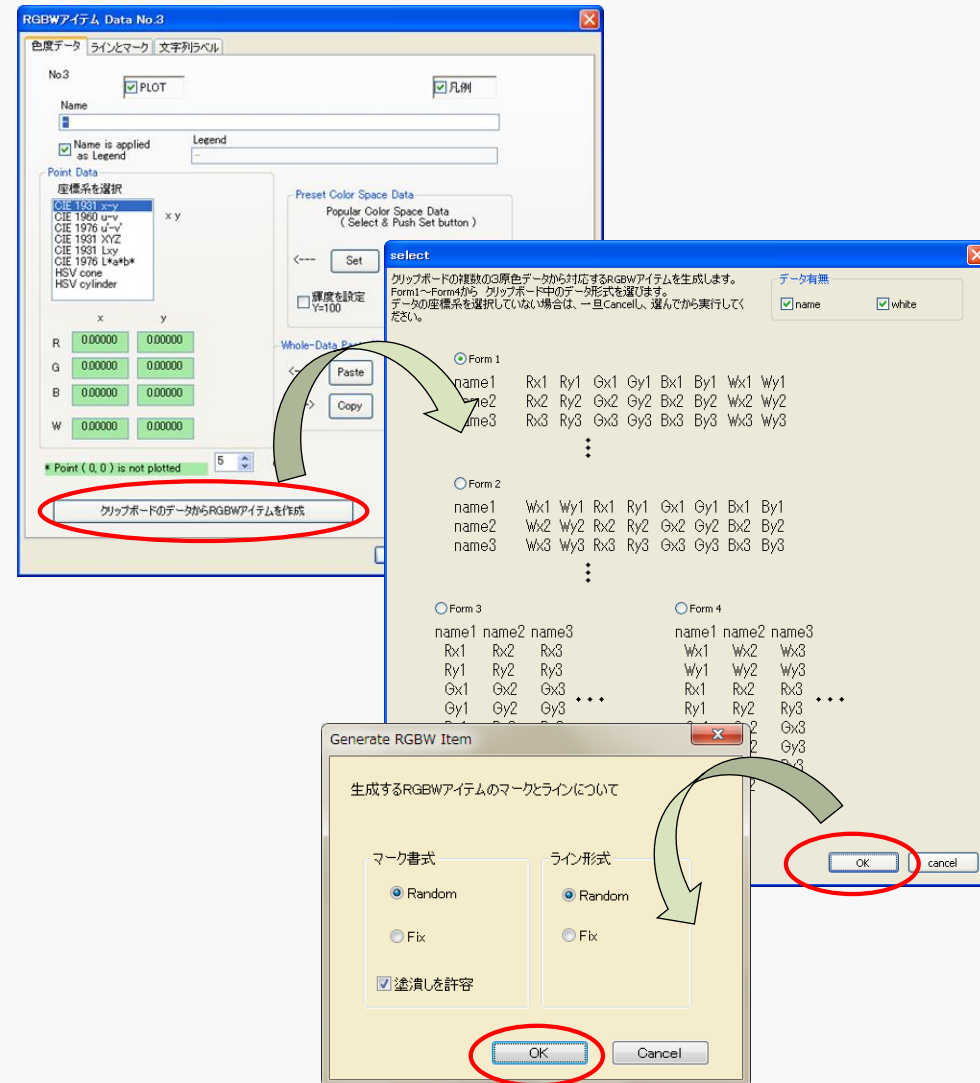 RGBWアイテム Data No.3
色度データ ラインとマーク 文字列ラベル
No.3
PLOT
凡例
Name
-
Name is applied
as Legend
Legend
-
Point Data
座標系を選択
CIE 1931 x-y
CIE 1960 u-v
CIE 1976 u'-v'
CIE 1931 XYZ
CIE 1931 Lxy
CIE 1976 L*a*b*
HSV cone
HSV cylinder
x y
x y
R 0.00000 0.00000
G 0.00000 0.00000
B 0.00000 0.00000
W 0.00000 0.00000
* Point ( 0, 0 ) is not plotted
5
Preset Color Space Data
Popular Color Space Data
( Select & Push Set button )
<--- Set
輝度を設定
Y=100
Whole-Data
Paste
Copy
クリップボードのデータからRGBWアイテムを作成
select
クリップボードの複数の3原色データから対応するRGBWアイテムを生成します。
Form1～Form4から クリップボード中のデータ形式を選びます。
データの座標系を選択していない場合は、一旦Cancelし、選んでから実行してく
ださい。
データ有無
name
white
Form 1
name1 Rx1 Ry1 Gx1 Gy1 Bx1 By1 Wx1 Wy1
name2 Rx2 Ry2 Gx2 Gy2 Bx2 By2 Wx2 Wy2
name3 Rx3 Ry3 Gx3 Gy3 Bx3 By3 Wx3 Wy3
Form 2
name1 Wx1 Wy1 Rx1 Ry1 Gx1 Gy1 Bx1 By1
name2 Wx2 Wy2 Rx2 Ry2 Gx2 Gy2 Bx2 By2
name3 Wx3 Wy3 Rx3 Ry3 Gx3 Gy3 Bx3 By3
Form 3
name1 name2 name3
Rx1 Rx2 Rx3
Ry1 Ry2 Ry3
Gx1 Gx2 Gx3
Gy1 Gy2 Gy3
Form 4
name1 name2 name3
Wx1 Wx2 Wx3
Wy1 Wy2 Wy3
Rx1 Rx2 Rx3
Ry1 Ry2 Ry3
Gx3
Gy3
OK cancel
Generate RGBW Item
生成するRGBWアイテムのマークとラインについて
マーク書式
Random
Fix
塗潰しを許容
ライン形式
Random
Fix
OK Cancel